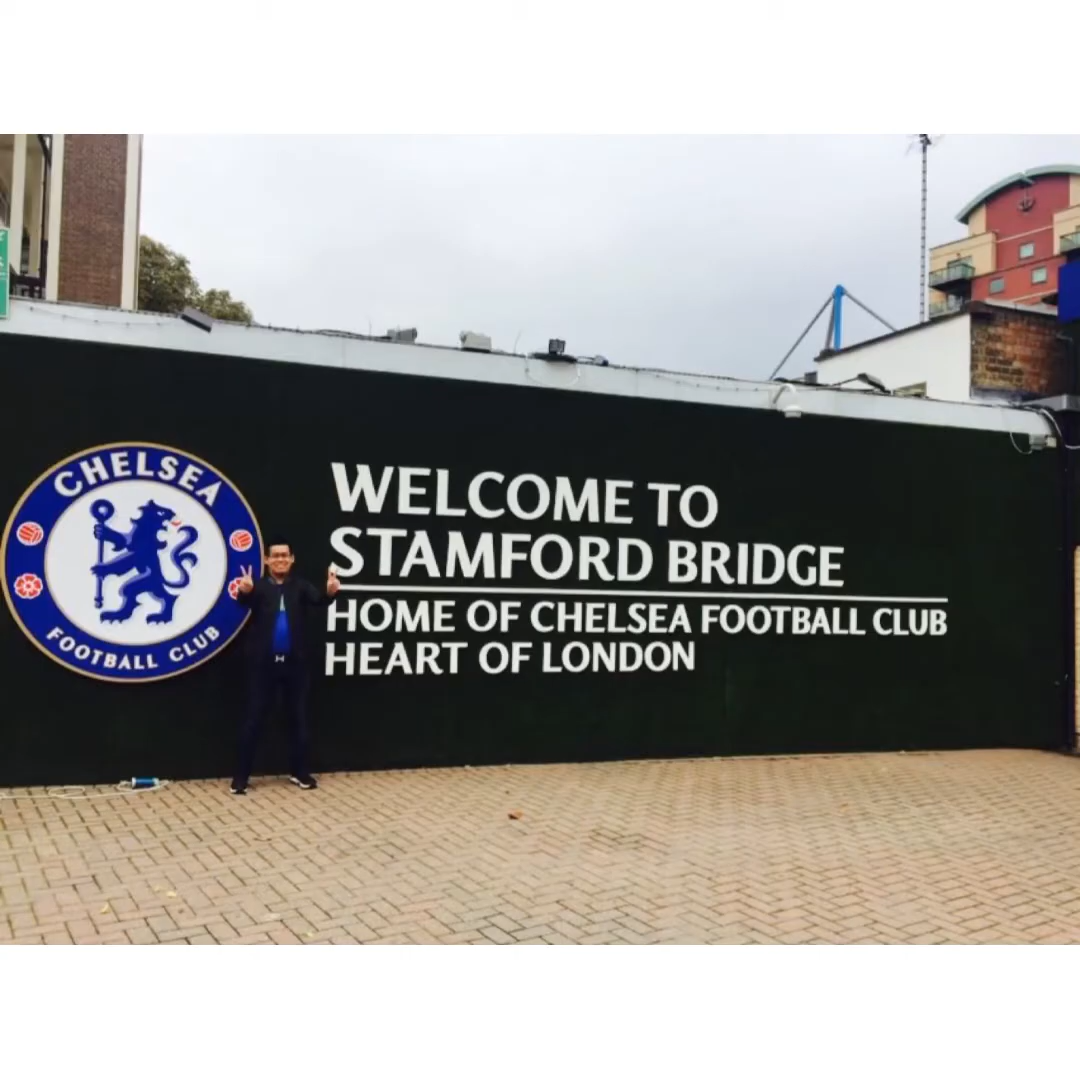 CHELSEA
FOOTBALL CLUB
WELCOME TO
STAMFORD BRIDGE
HOME OF CHELSEA FOOTBALL CLUB
HEART OF LONDON